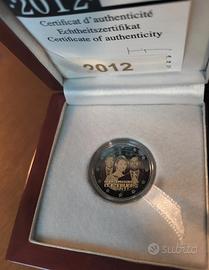 2012
Certificat d'authenticité
Echtheitszertifikat
Certificate of authenticity
2012
subito